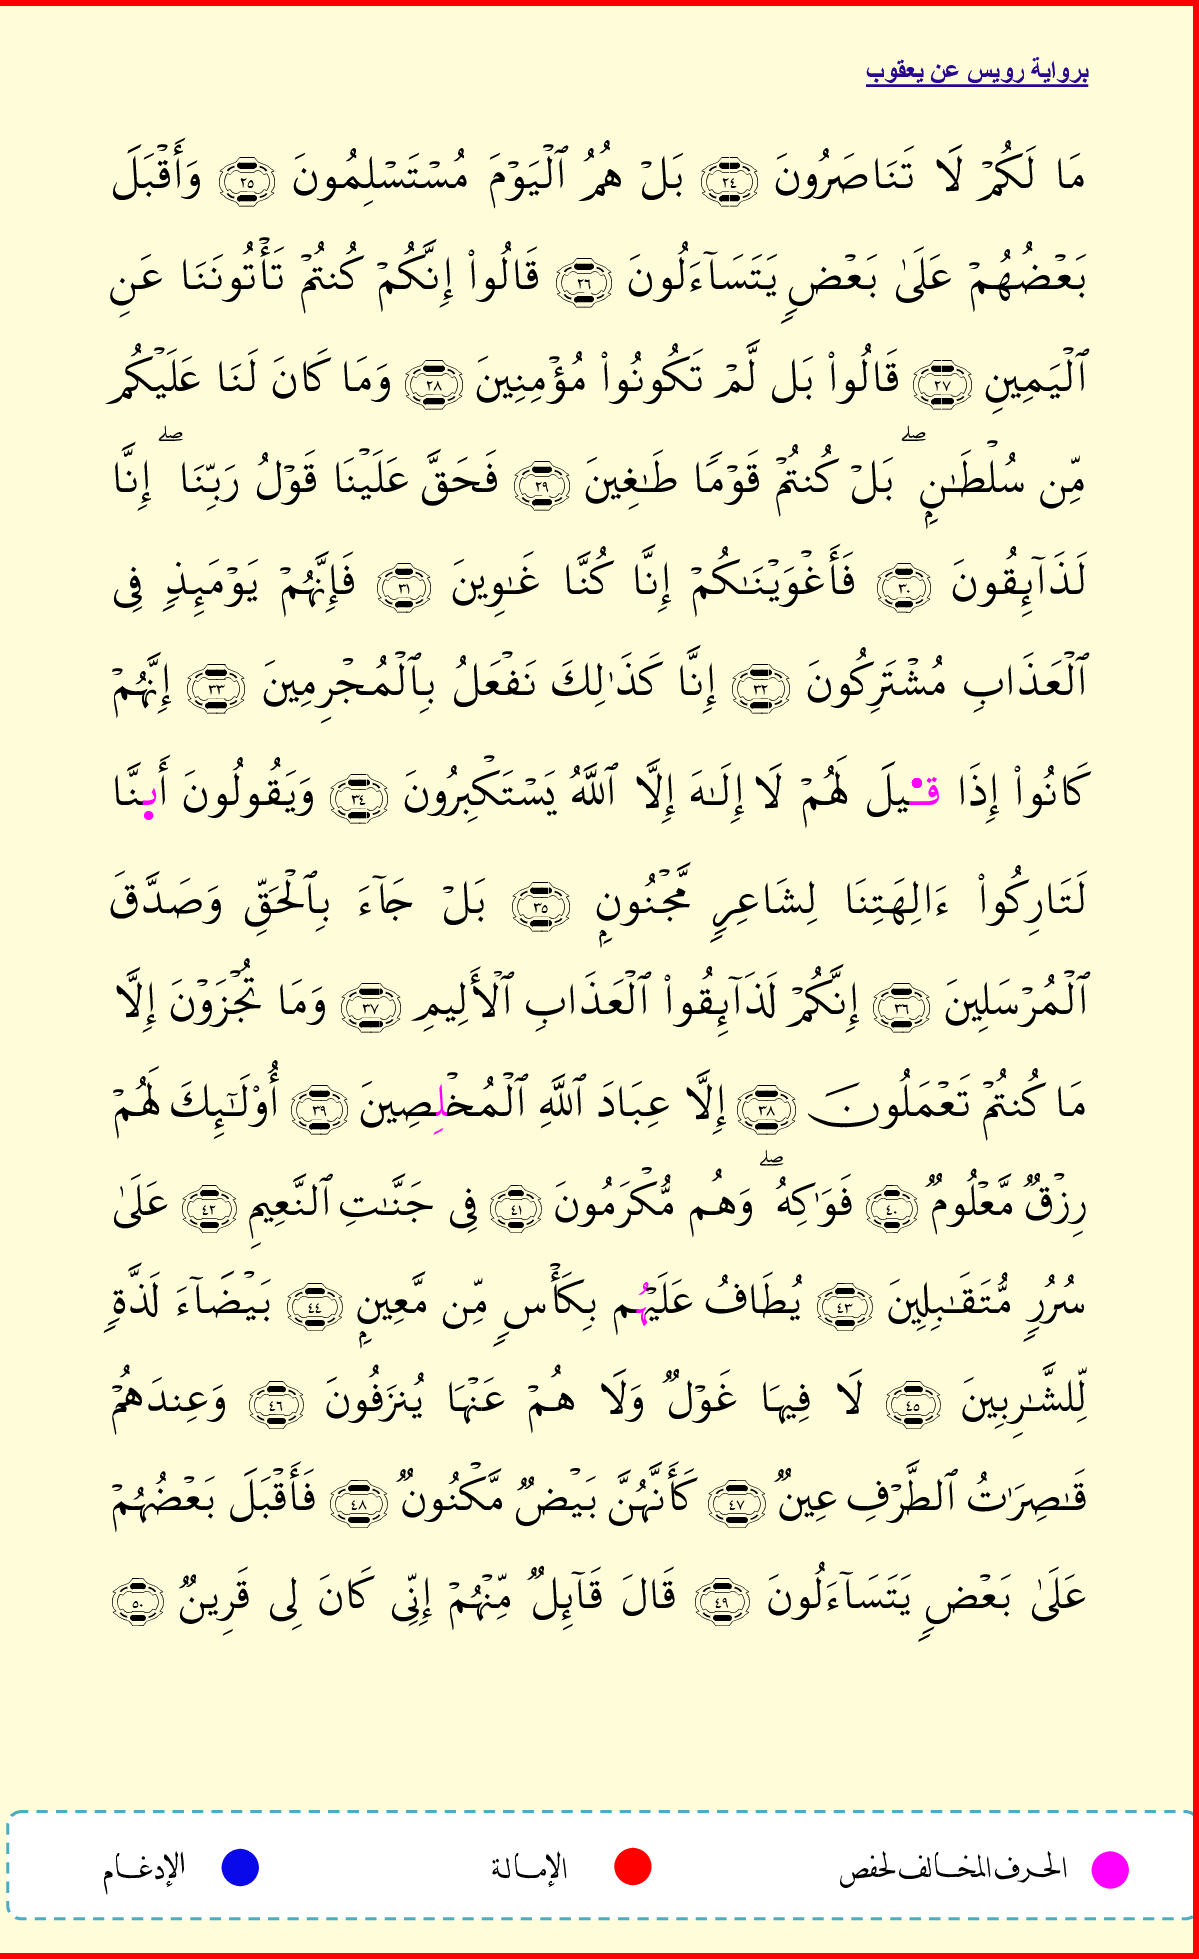 برواية رويس عن يعقوب
مَا لَكُمْ لَا تَنَاصَرُونَ ٢٤ بَلْ هُمُ ٱلْيَوْمَ مُسْتَسْلِمُونَ ٢٥ وَأَقْبَلَ
بَعْضُهُمْ عَلَىٰ بَعْضٍ يَتَسَآءَلُونَ ٢٦ قَالُوا۟ إِنَّكُمْ كُنتُمْ تَأْتُونَنَا عَنِ
ٱلْيَمِينِ ٢٧ قَالُوا۟ بَل لَّمْ تَكُونُوا۟ مُؤْمِنِينَ ٢٨ وَمَا كَانَ لَنَا عَلَيْكُم
مِّن سُلْطَـٰنٍۭ ۖ بَلْ كُنتُمْ قَوْمًا طَـٰغِينَ ٢٩ فَحَقَّ عَلَيْنَا قَوْلُ رَبِّنَا ۖ إِنَّا
لَذَآئِقُونَ ٣٠ فَأَغْوَيْنَـٰكُمْ إِنَّا كُنَّا غَـٰوِينَ ٣١ فَإِنَّهُمْ يَوْمَئِذٍ فِى
ٱلْعَذَابِ مُشْتَرِكُونَ ٣٢ إِنَّا كَذَٰلِكَ نَفْعَلُ بِٱلْمُجْرِمِينَ ٣٣ إِنَّهُمْ
كَانُوا۟ إِذَا قِيلَ لَهُمْ لَا إِلَـٰهَ إِلَّا ٱللَّهُ يَسْتَكْبِرُونَ ٣٤ وَيَقُولُونَ أَى۪نَّا
لَتَارِكُوا۟ ءَالِهَتِنَا لِشَاعِرٍ مَّجْنُونٍۭ ٣٥ بَلْ جَآءَ بِٱلْحَقِّ وَصَدَّقَ
ٱلْمُرْسَلِينَ ٣٦ إِنَّكُمْ لَذَآئِقُوا۟ ٱلْعَذَابِ ٱلْأَلِيمِ ٣٧ وَمَا تُجْزَوْنَ إِلَّا
مَا كُنتُمْ تَعْمَلُونَ ٣٨ إِلَّا عِبَادَ ٱللَّهِ ٱلْمُخْلِصِينَ ٣٩ أُو۟لَـٰٓئِكَ لَهُمْ
رِزْقٌ مَّعْلُومٌ ٤٠ فَوَٰكِهُ ۖ وَهُم مُّكْرَمُونَ ٤١ فِى جَنَّـٰتِ ٱلنَّعِيمِ ٤٢ عَلَىٰ
سُرُرٍ مُّتَقَـٰبِلِينَ ٤٣ يُطَافُ عَلَيْهُم بِكَأْسٍ مِّن مَّعِينٍۭ ٤٤ بَيْضَآءَ لَذَّةٍ
لِّلشَّـٰرِبِينَ ٤٥ لَا فِيهَا غَوْلٌ وَلَا هُمْ عَنْهَا يُنزَفُونَ ٤٦ وَعِندَهُمْ
قَـٰصِرَٰتُ ٱلطَّرْفِ عِينٌ ٤٧ كَأَنَّهُنَّ بَيْضٌ مَّكْنُونٌ ٤٨ فَأَقْبَلَ بَعْضُهُمْ
عَلَىٰ بَعْضٍ يَتَسَآءَلُونَ ٤٩ قَالَ قَآئِلٌ مِّنْهُمْ إِنِّى كَانَ لِى قَرِينٌ ٥٠
الحرف المخالف لحفص
الإمالة
الإدغام